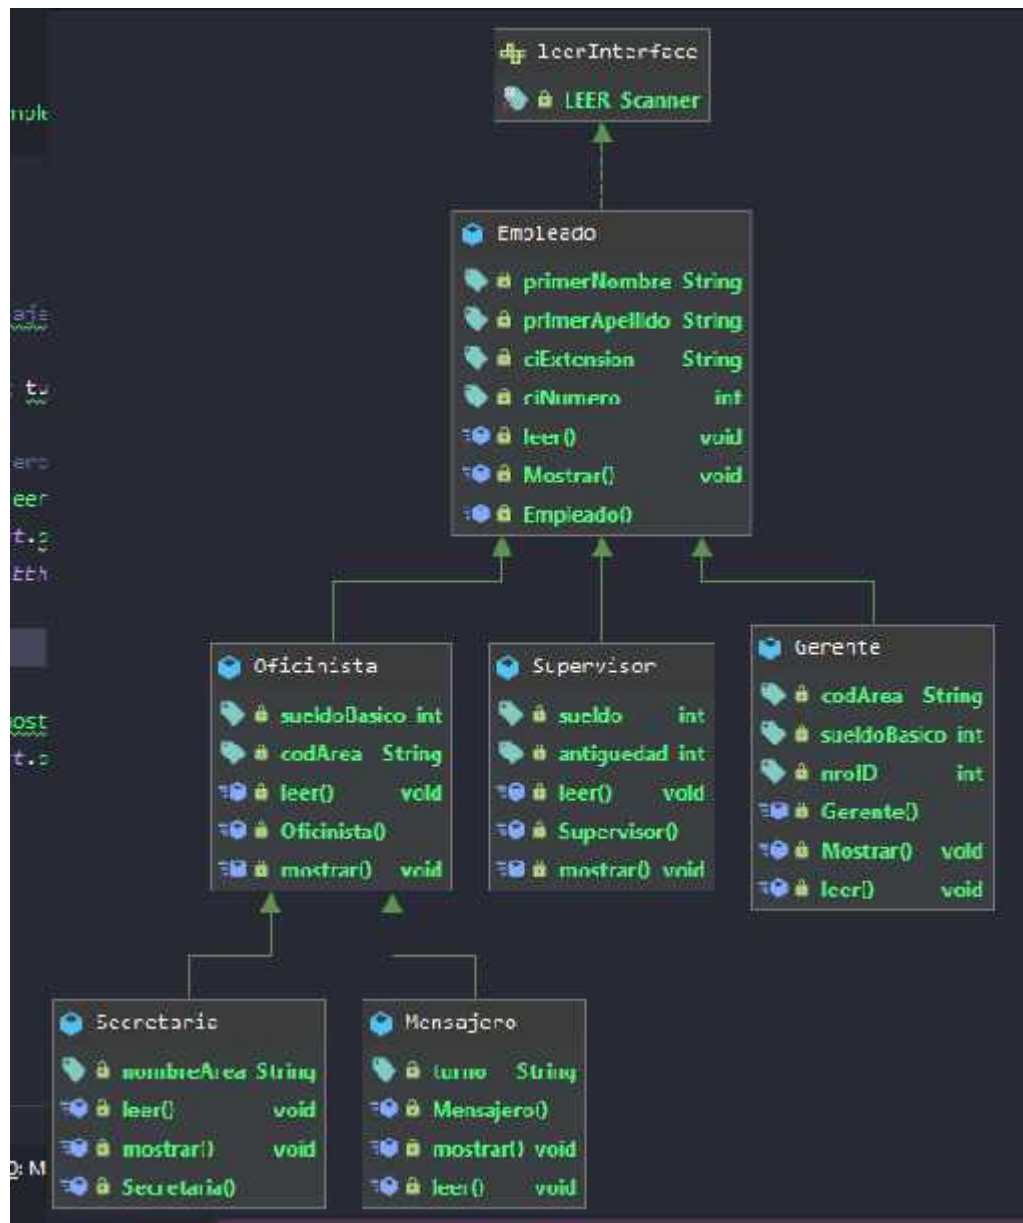 leerInterface
LEER Scanner
Empleado
primerNombre String
primerApellido String
ciExtension String
ciNumero int
leer() void
Mostrar() void
Empleado()
Oficinista
sueldoBasico int
codArea String
leer() void
Oficinista()
mostrar() void
Supervisor
sueldo int
antiguedad int
leer() void
Supervisor()
mostrar() void
Gerente
codArea String
sueldoBasico int
nroID int
Gerente()
Mostrar() void
leer() void
Secretaria
nombreArea String
leer() void
mostrar() void
Secretaria()
Mensajero
turno String
Mensajero()
mostrar() void
leer() void